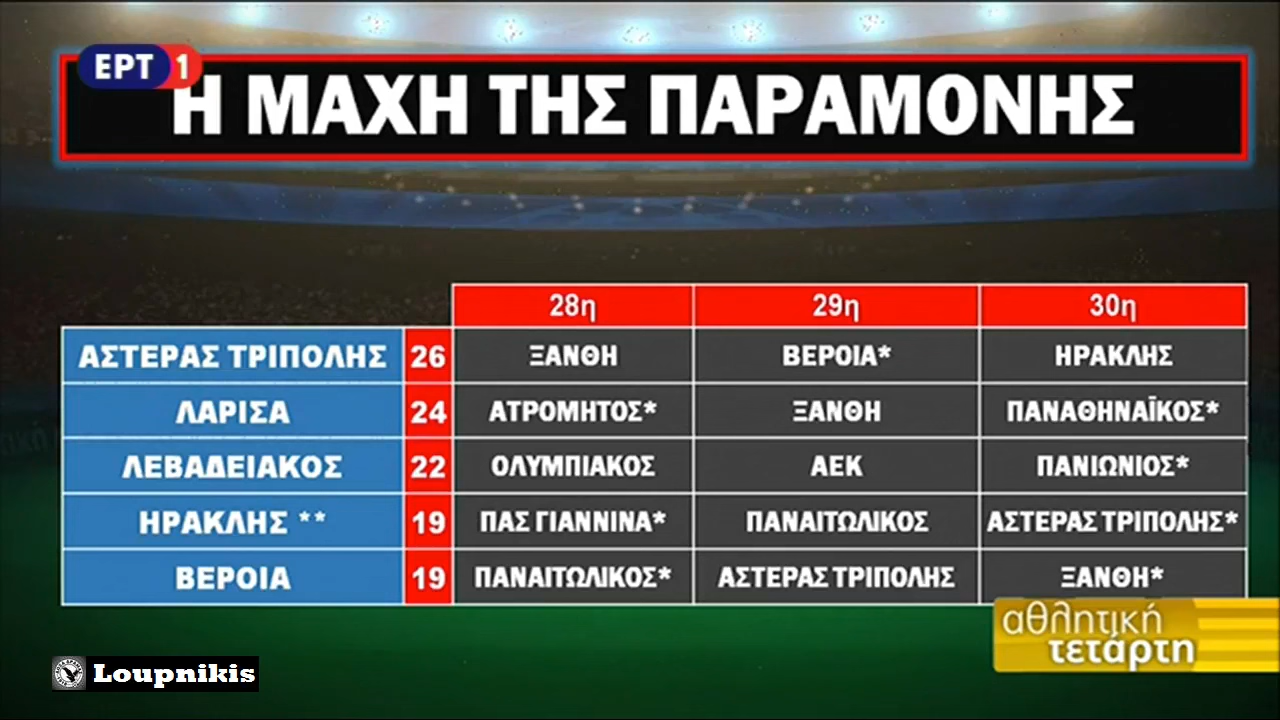 ΕΡΤ 1
Η ΜΑΧΗ ΤΗΣ ΠΑΡΑΜΟΝΗΣ
28η 29η 30η
ΑΣΤΕΡΑΣ ΤΡΙΠΟΛΗΣ 26 ΞΑΝΘΗ ΒΕΡΟΙΑ* ΗΡΑΚΛΗΣ
ΛΑΡΙΣΑ 24 ΑΤΡΟΜΗΤΟΣ* ΞΑΝΘΗ ΠΑΝΑΘΗΝΑΪΚΟΣ*
ΛΕΒΑΔΕΙΑΚΟΣ 22 ΟΛΥΜΠΙΑΚΟΣ ΑΕΚ ΠΑΝΙΩΝΙΟΣ*
ΗΡΑΚΛΗΣ ** 19 ΠΑΣ ΓΙΑΝΝΙΝΑ* ΠΑΝΑΙΤΩΛΙΚΟΣ ΑΣΤΕΡΑΣ ΤΡΙΠΟΛΗΣ*
ΒΕΡΟΙΑ 19 ΠΑΝΑΙΤΩΛΙΚΟΣ* ΑΣΤΕΡΑΣ ΤΡΙΠΟΛΗΣ ΞΑΝΘΗ*
αθλητική
τετάρτη
Loupnikis